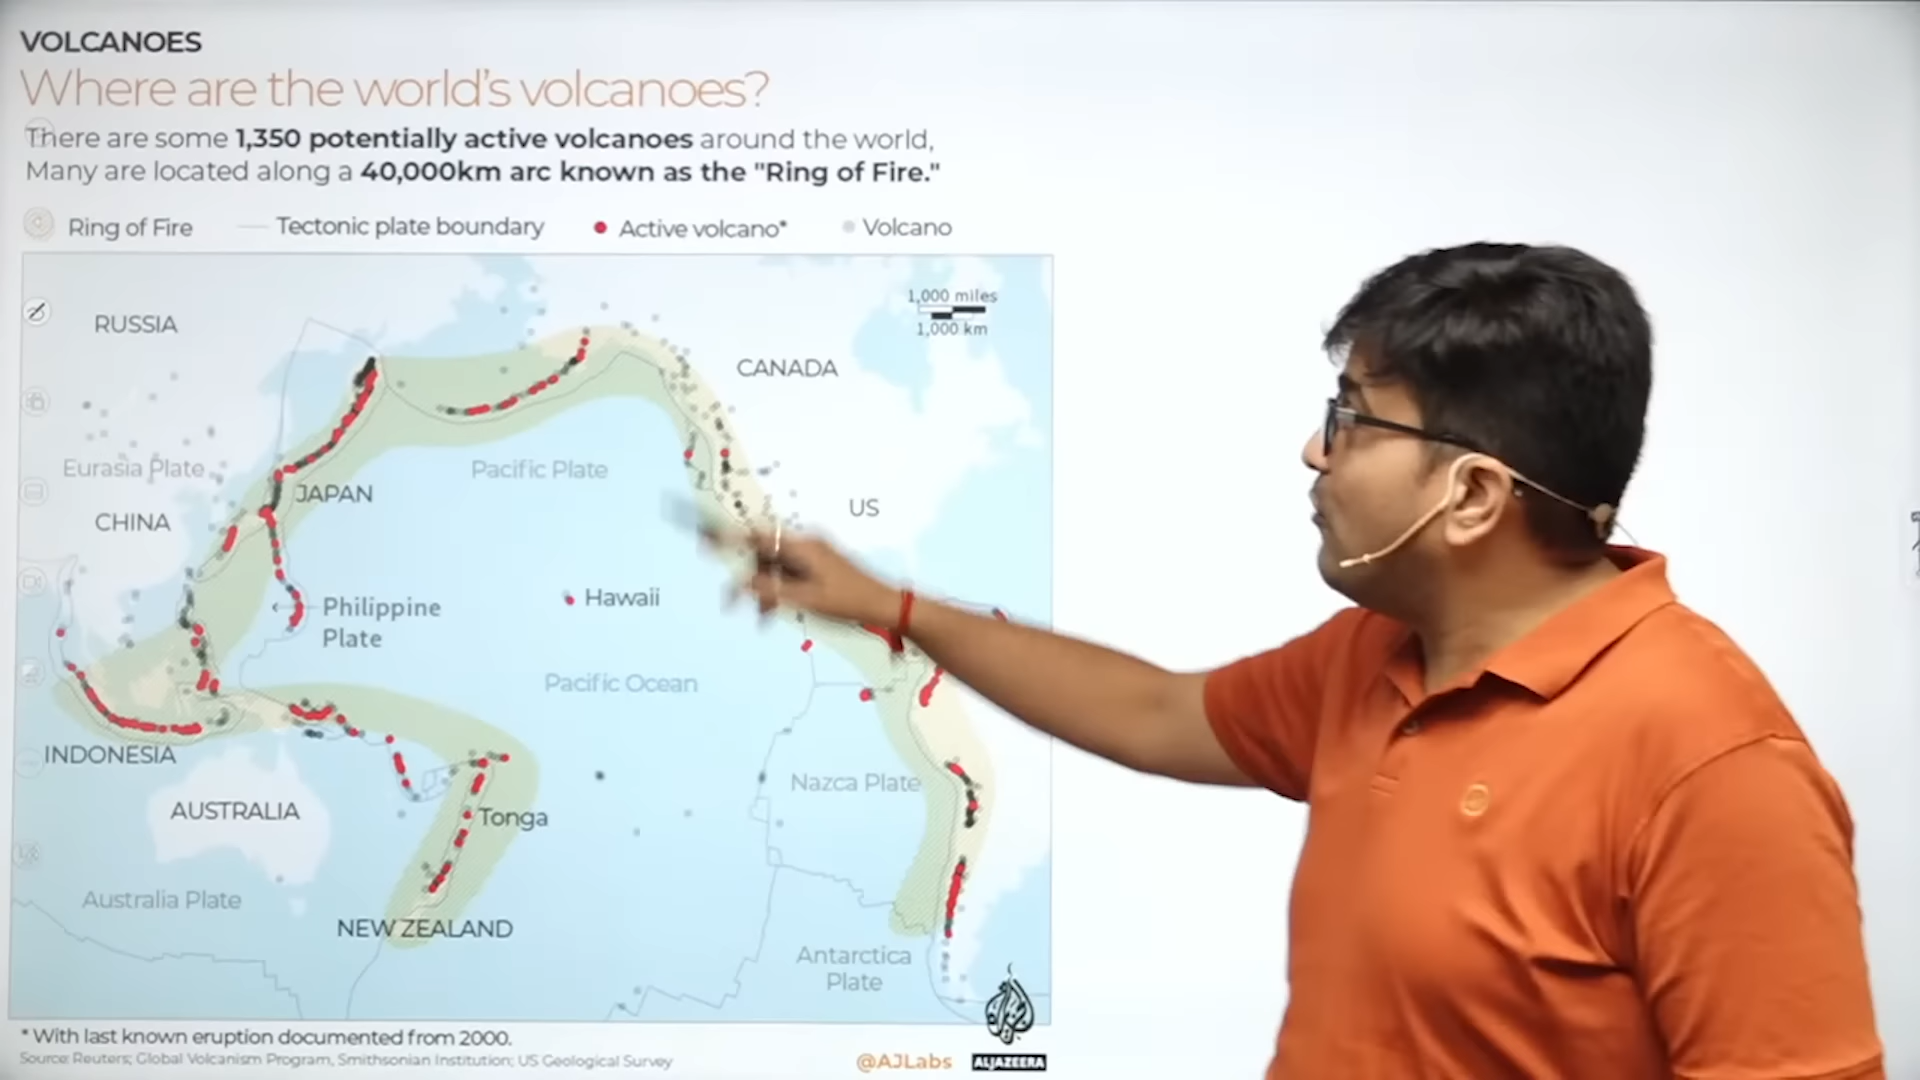 VOLCANOES
Where are the world's volcanoes?
There are some 1,350 potentially active volcanoes around the world,
Many are located along a 40,000km arc known as the "Ring of Fire."
Ring of Fire
Tectonic plate boundary
Active volcano*
Volcano
1,000 miles
1,000 km
RUSSIA
CANADA
Eurasia Plate
Pacific Plate
JAPAN
US
CHINA
Hawaii
Philippine
Plate
Pacific Ocean
INDONESIA
Nazca Plate
AUSTRALIA
Tonga
Australia Plate
NEW ZEALAND
Antarctica
Plate
* With last known eruption documented from 2000.
Source: Reuters; Global Volcanism Program, Smithsonian Institution; US Geological Survey
@AJLabs
ALJAZEERA